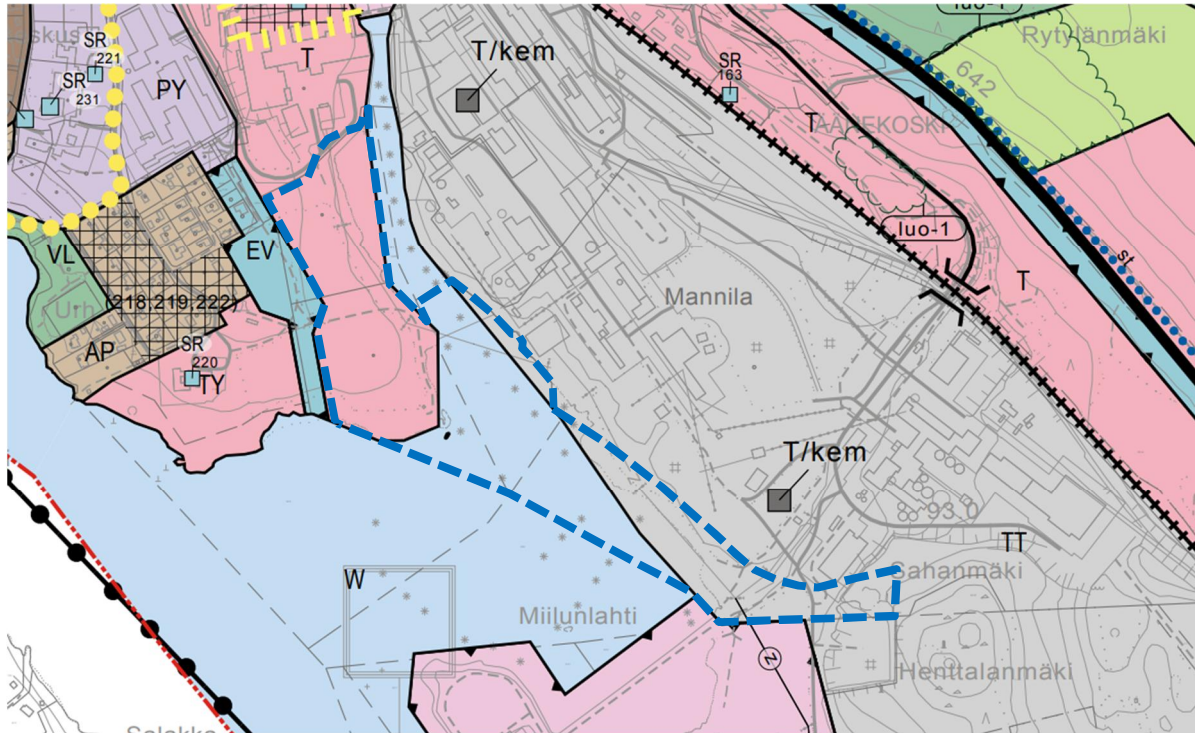 luo-1
Rytylänmäki
SR
221
T
T/kem
SR
163
642
SR
231
PY
T
ÄÄNEKOSKI
luo-1
VL
EV
st
T
Mannila
(218,219,222)
AP
SR
220
TY
T/kem
93.0
TT
Sahanmäki
W
Miilunlahti
Z
Henttalanmäki